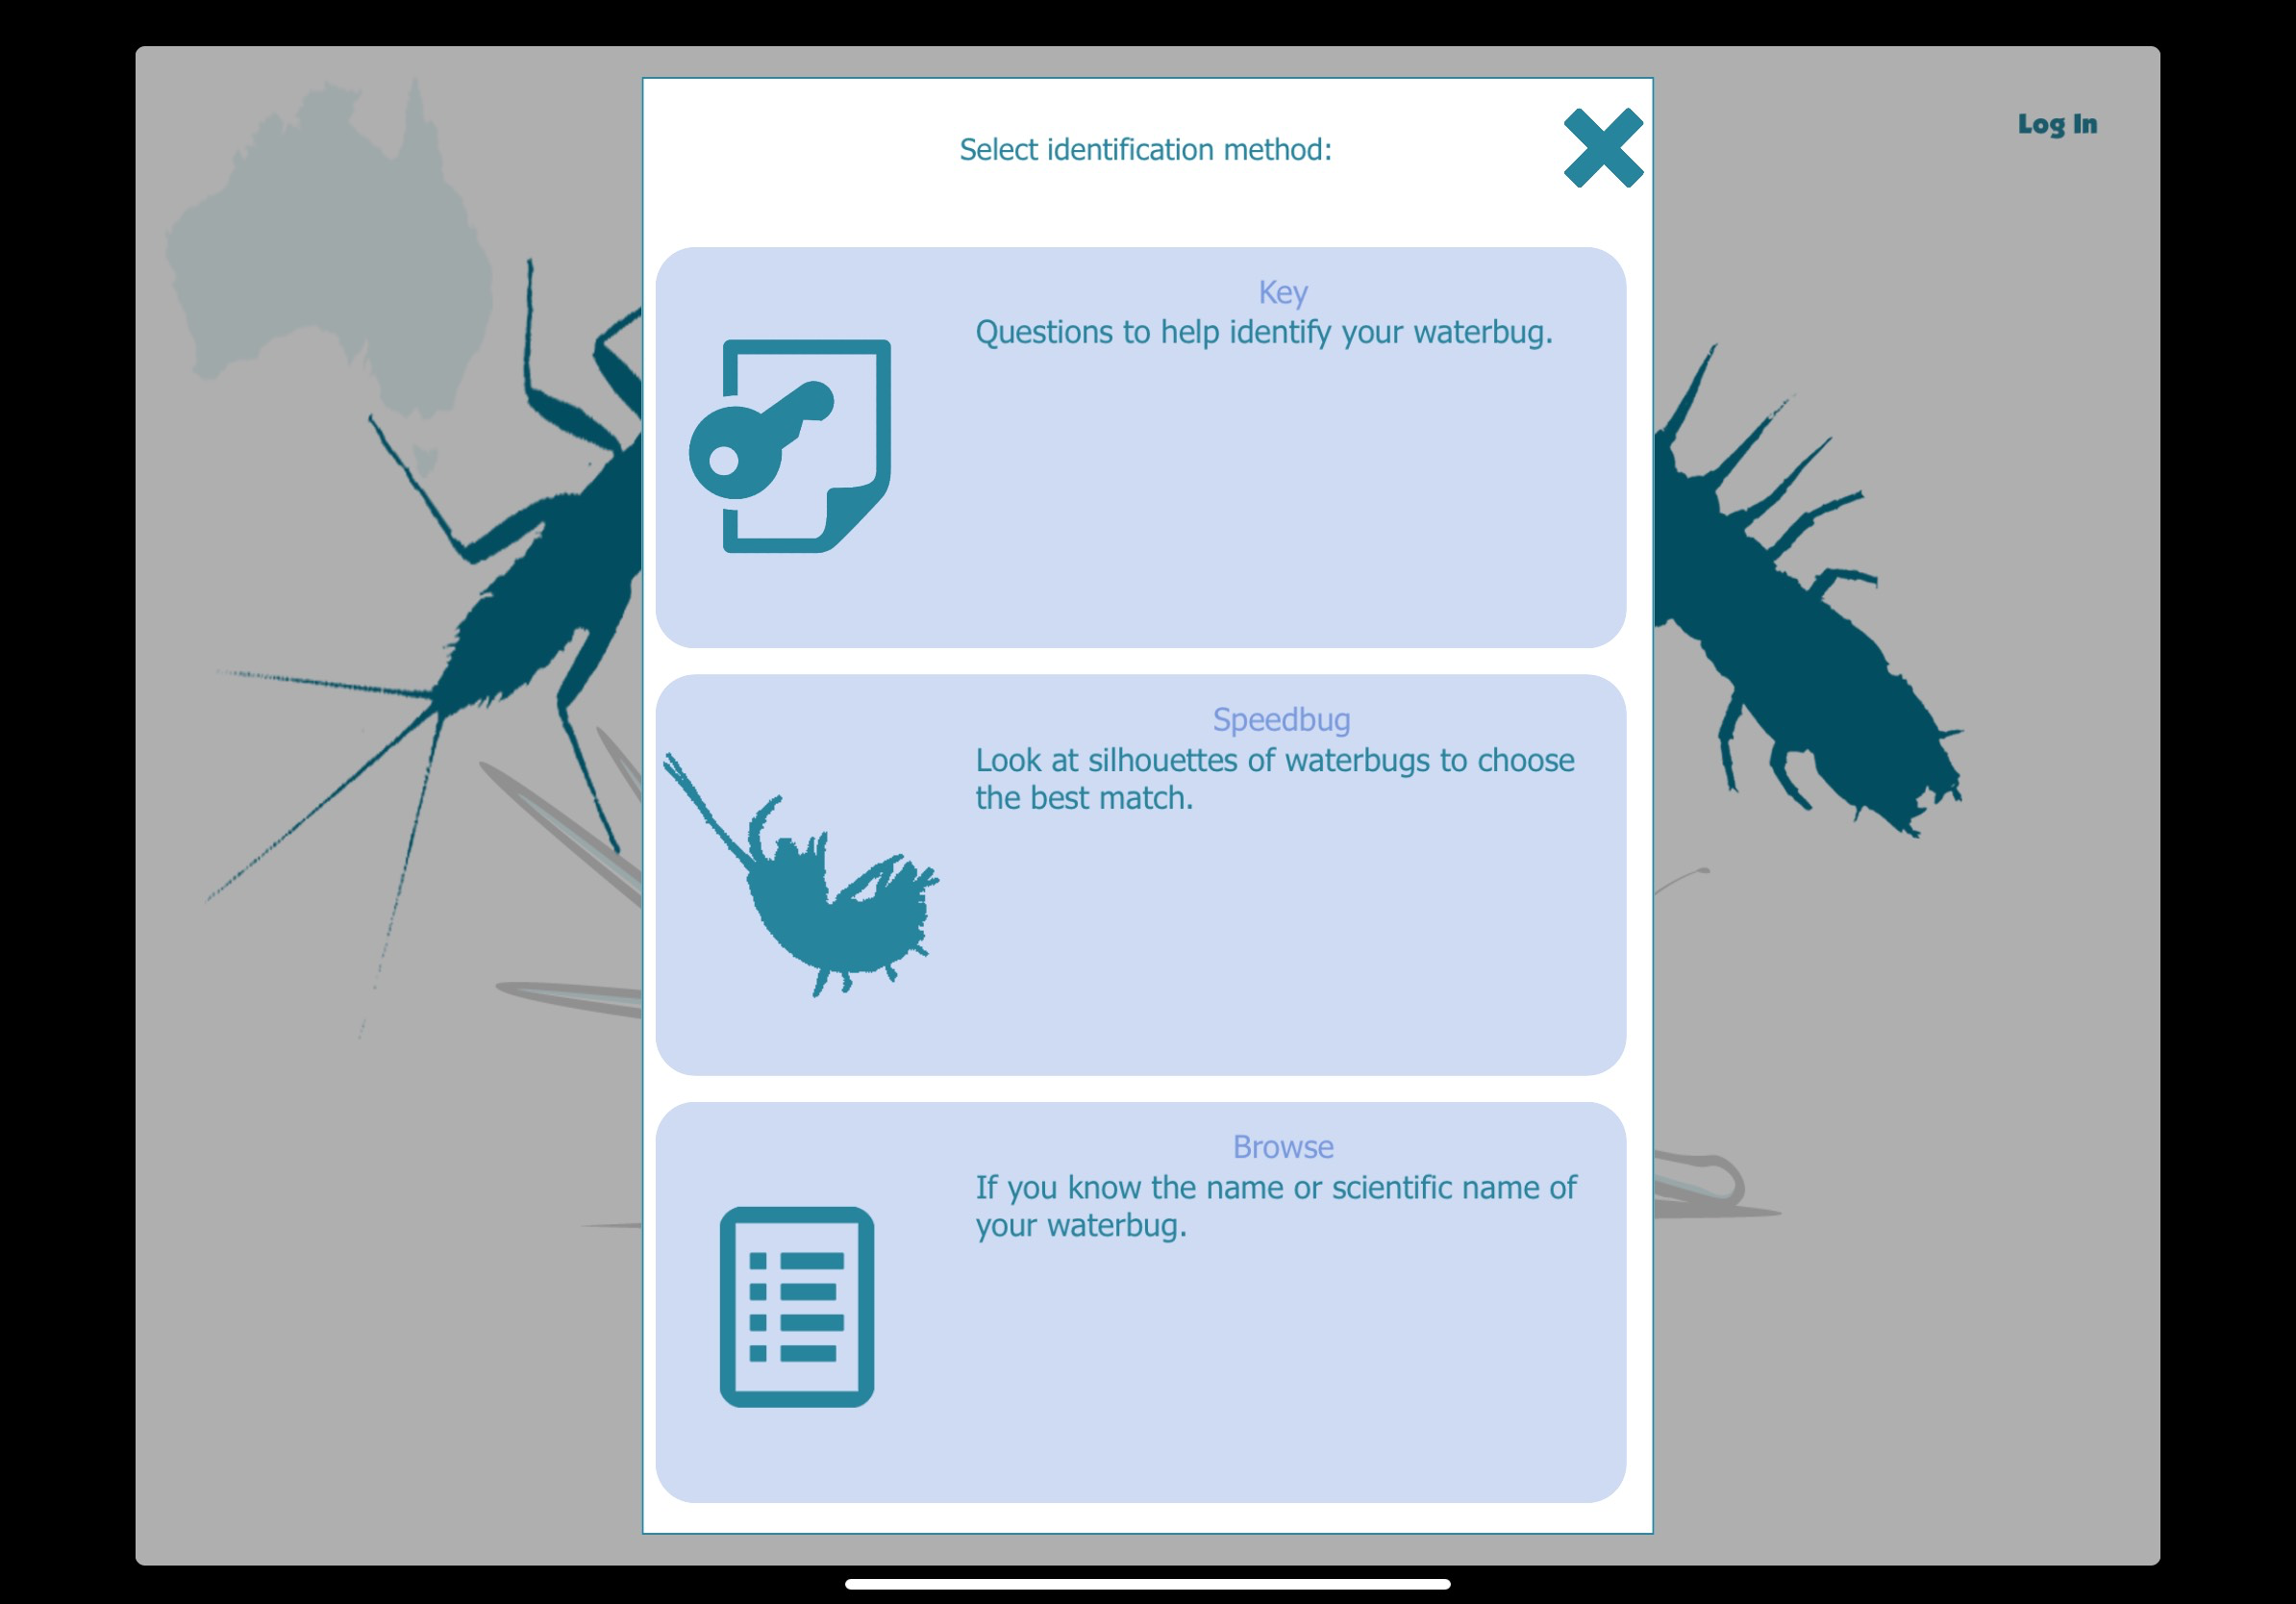 Log In
Select identification method:
Key
Questions to help identify your waterbug.
Speedbug
Look at silhouettes of waterbugs to choose
the best match.
Browse
If you know the name or scientific name of
your waterbug.